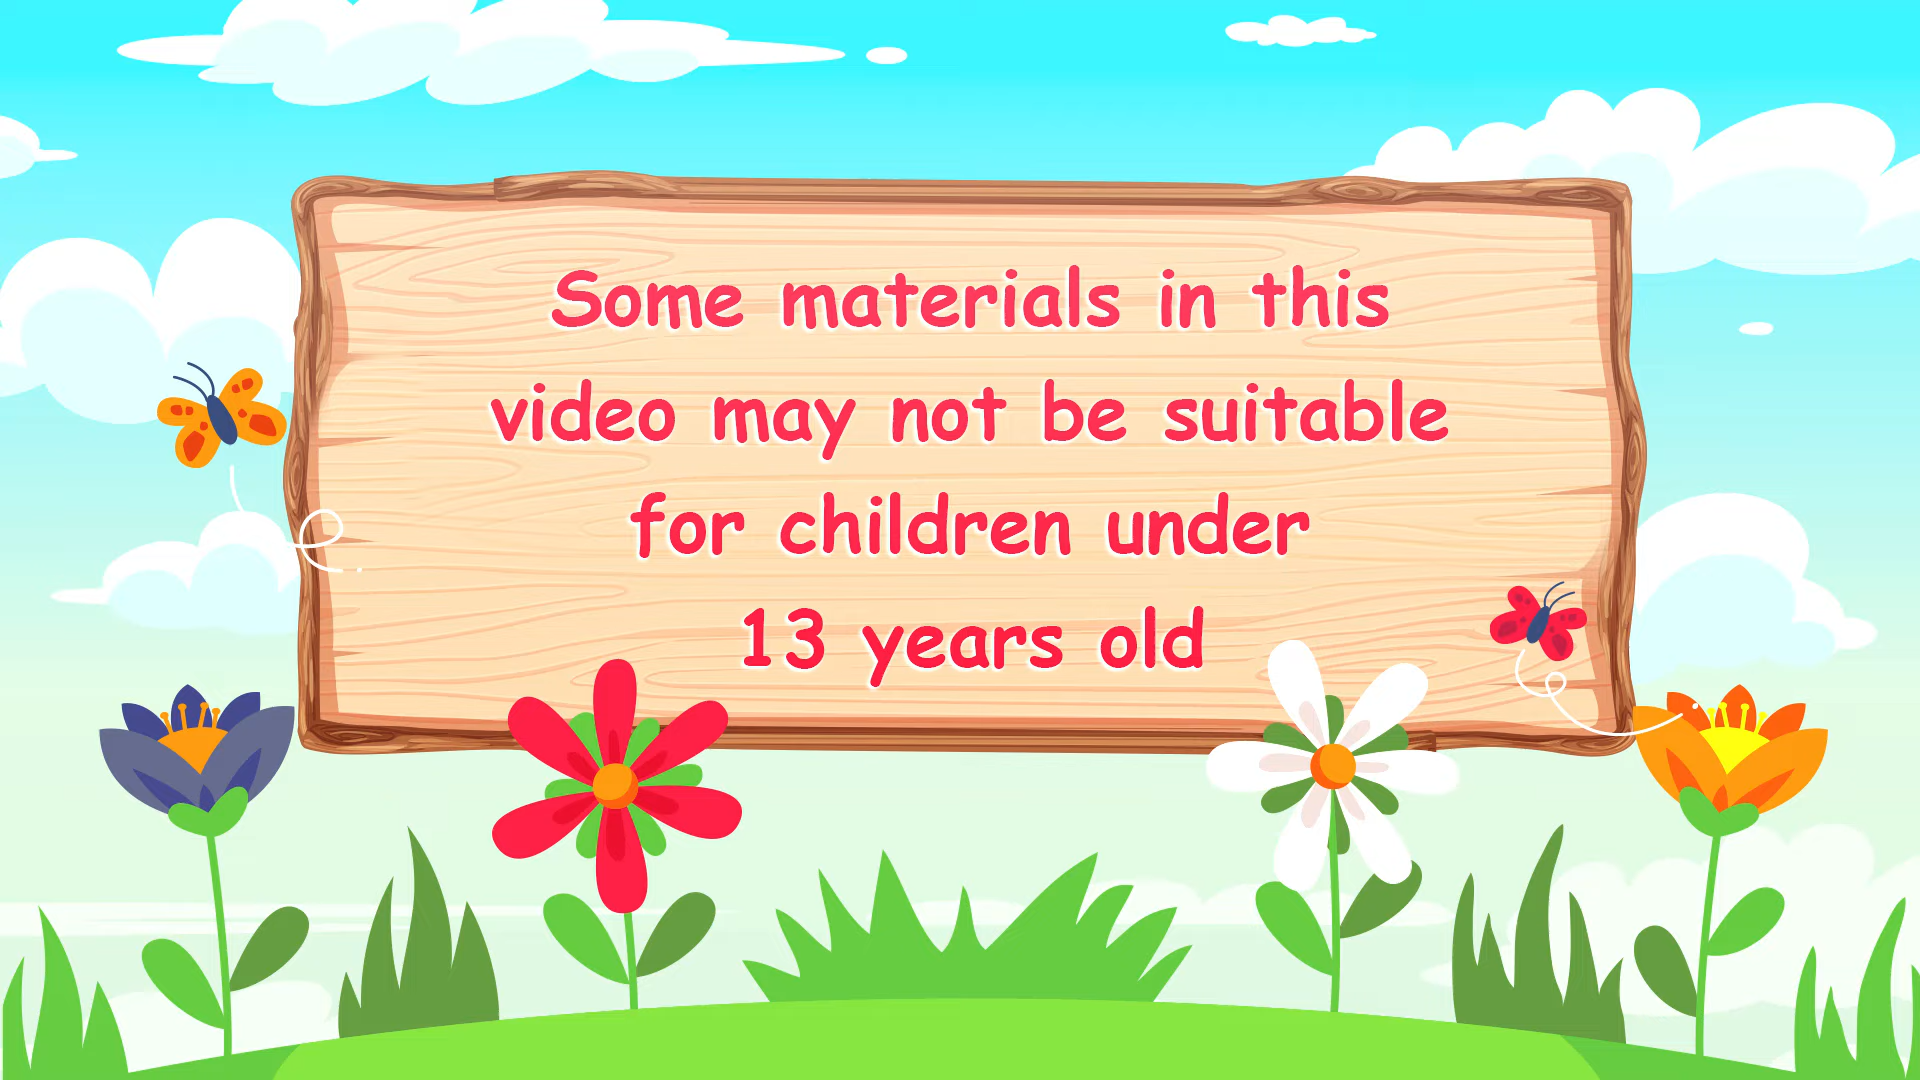 Some materials in this
video may not be suitable
for children under
13 years old